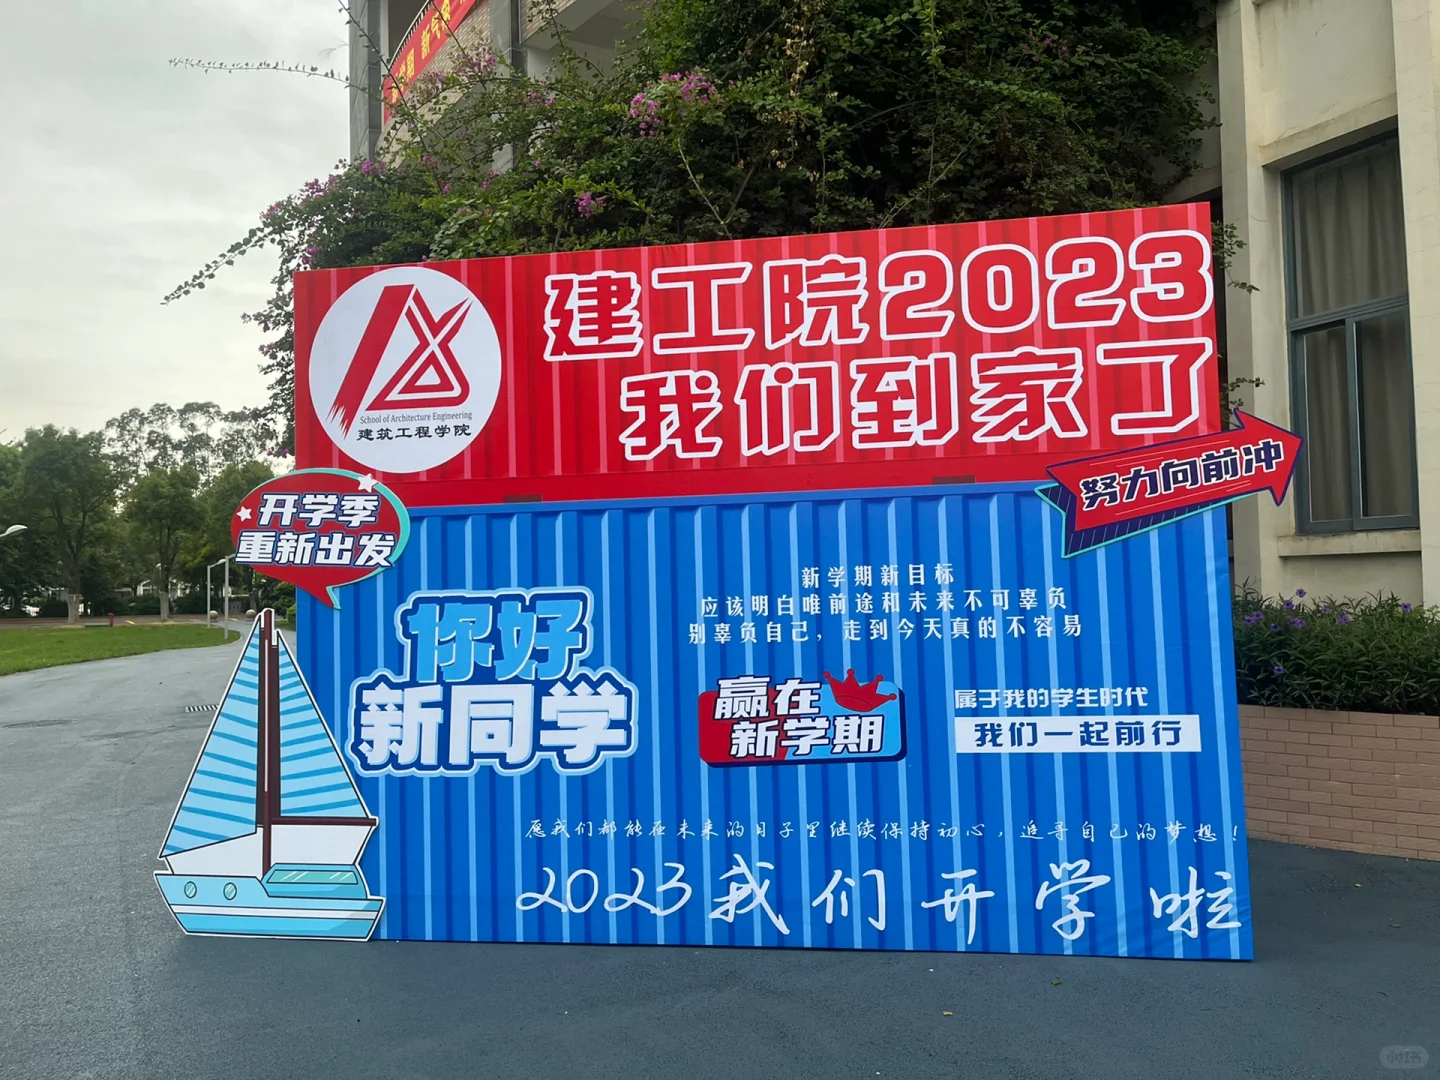 期 新气
School of Architecture Engineering
建筑工程学院
建工院2023
我们到家了
努力向前冲
开学季
重新出发
你好
新同学
新学期新目标
应该明白唯前途和未来不可辜负
别辜负自己，走到今天真的不容易
赢在
新学期
属于我的学生时代
我们一起前行
愿我们都能在未来的日子里继续保持初心，追寻自己的梦想！
2023我们开学啦
小红书